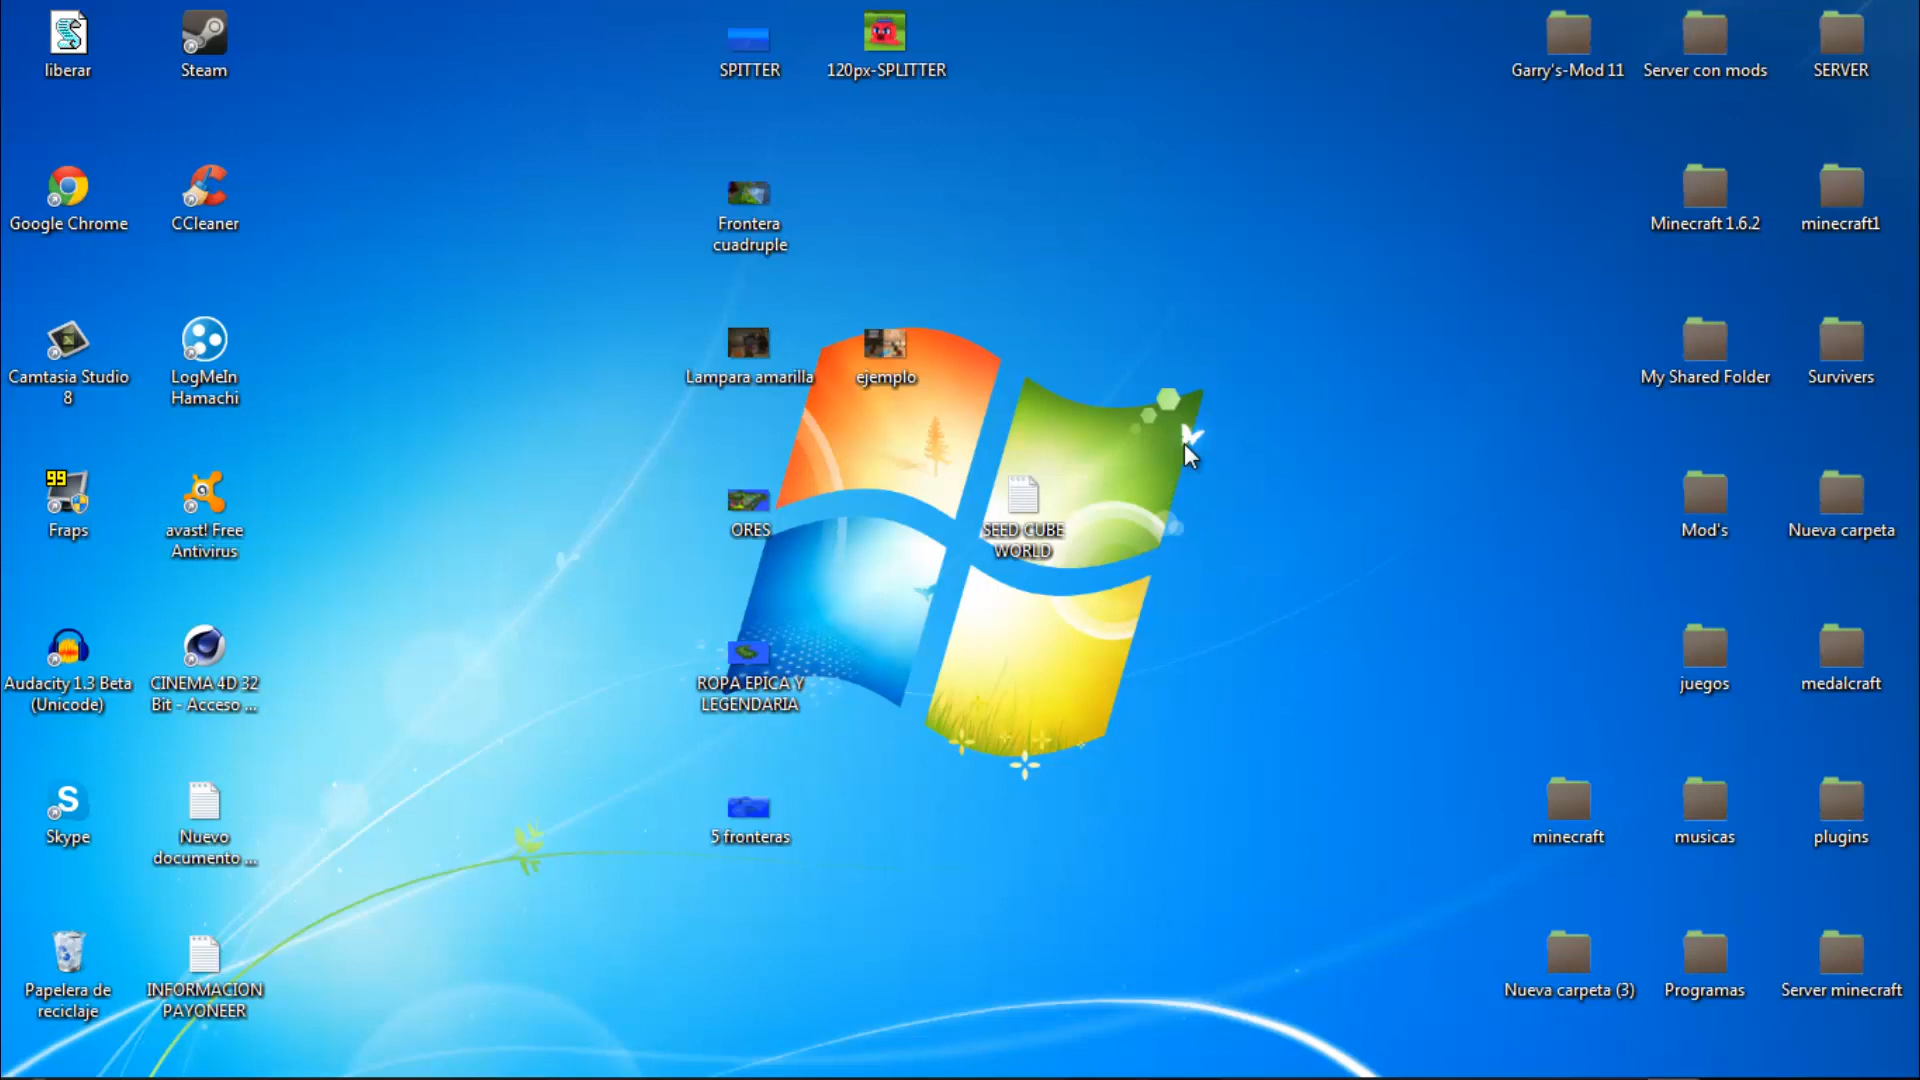 liberar
Steam
SPITTER
120px-SPLITTER
Garry's-Mod 11
Server con mods
SERVER
Google Chrome
CCleaner
Frontera
cuadruple
Minecraft 1.6.2
minecraft1
Camtasia Studio
8
LogMeIn
Hamachi
Lampara amarilla
ejemplo
My Shared Folder
Survivers
99
Fraps
avast! Free
Antivirus
ORES
SEED CUBE
WORLD
Mod's
Nueva carpeta
Audacity 1.3 Beta
(Unicode)
CINEMA 4D 32
Bit - Acceso ...
ROPA EPICA Y
LEGENDARIA
juegos
medalcraft
S
Skype
Nuevo
documento ...
5 fronteras
minecraft
musicas
plugins
Papelera de
reciclaje
INFORMACION
PAYONEER
Nueva carpeta (3)
Programas
Server minecraft